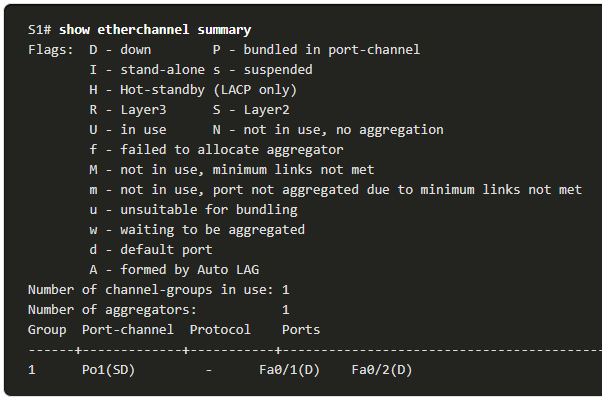 S1# show etherchannel summary
Flags:  D - down        P - bundled in port-channel
        I - stand-alone s - suspended
        H - Hot-standby (LACP only)
        R - Layer3      S - Layer2
        U - in use      N - not in use, no aggregation
        f - failed to allocate aggregator
        M - not in use, minimum links not met
        m - not in use, port not aggregated due to minimum links not met
        u - unsuitable for bundling
        w - waiting to be aggregated
        d - default port
        A - formed by Auto LAG
Number of channel-groups in use: 1
Number of aggregators:           1
Group  Port-channel  Protocol    Ports
------+-------------+-----------+-----------------------------------------
1      Po1(SD)         -      Fa0/1(D)    Fa0/2(D)